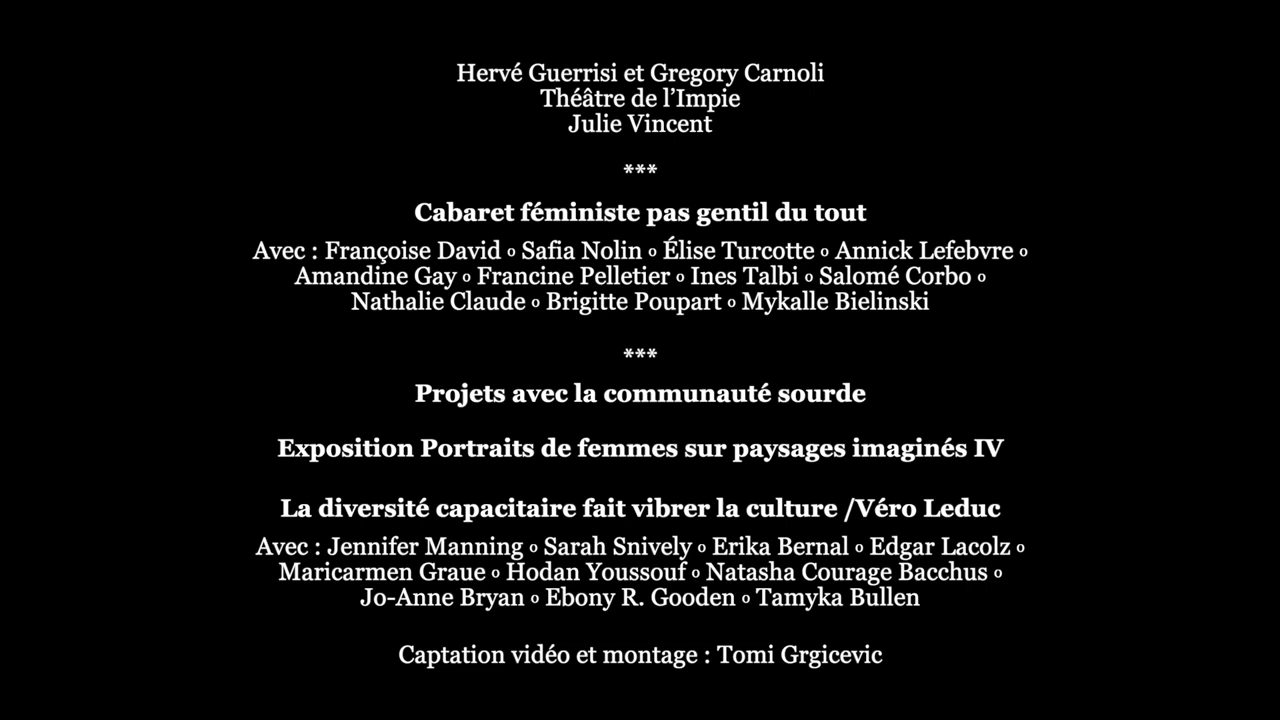 Hervé Guerrisi et Gregory Carnoli
Théâtre de l’Impie
Julie Vincent
***
Cabaret féministe pas gentil du tout
Avec : Françoise David ∘ Safia Nolin ∘ Élise Turcotte ∘ Annick Lefebvre ∘
Amandine Gay ∘ Francine Pelletier ∘ Ines Talbi ∘ Salomé Corbo ∘
Nathalie Claude ∘ Brigitte Poupart ∘ Mykalle Bielinski
***
Projets avec la communauté sourde
Exposition Portraits de femmes sur paysages imaginés IV
La diversité capacitaire fait vibrer la culture /Véro Leduc
Avec : Jennifer Manning ∘ Sarah Snively ∘ Erika Bernal ∘ Edgar Lacolz ∘
Maricarmen Graue ∘ Hodan Youssouf ∘ Natasha Courage Bacchus ∘
Jo-Anne Bryan ∘ Ebony R. Gooden ∘ Tamyka Bullen
Captation vidéo et montage : Tomi Grgicevic